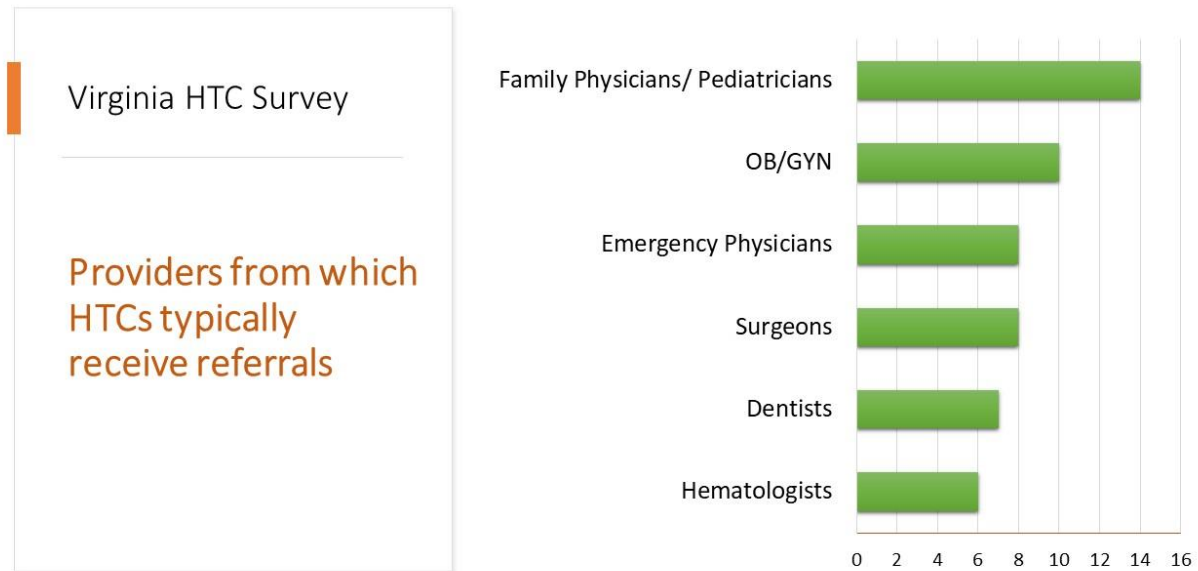 Virginia HTC Survey
Providers from which
HTCs typically
receive referrals
Family Physicians/ Pediatricians
OB/GYN
Emergency Physicians
Surgeons
Dentists
Hematologists
0 2 4 6 8 10 12 14 16